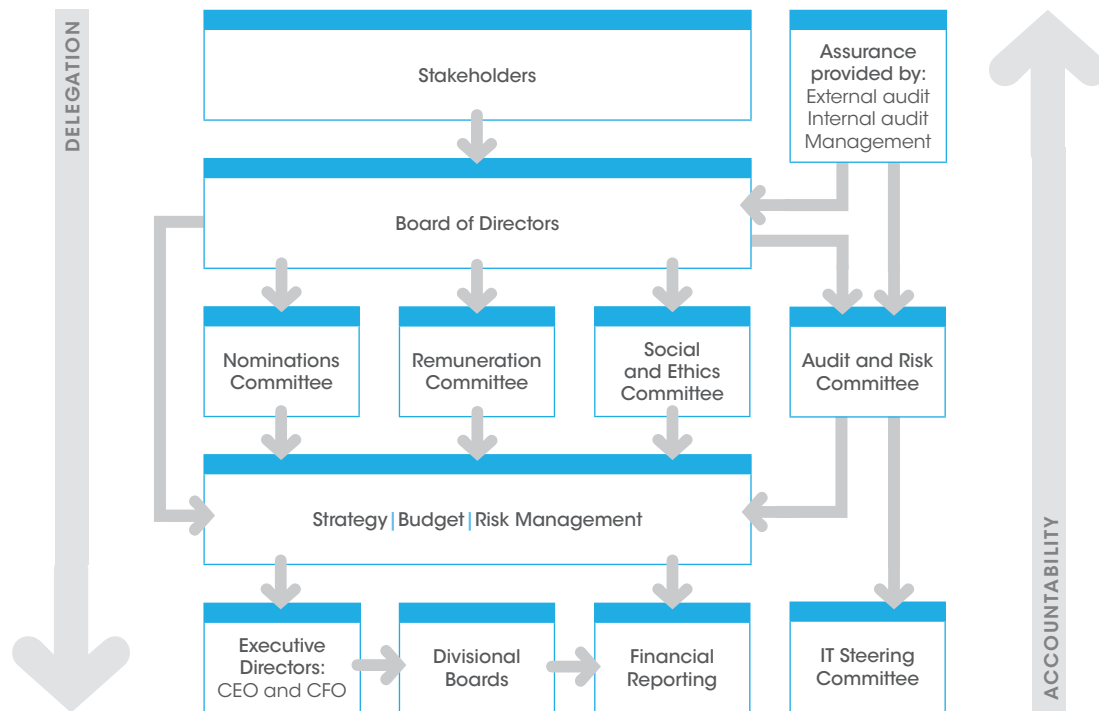 DELEGATION
Stakeholders
Assurance
provided by:
External audit
Internal audit
Management
Board of Directors
Nominations
Committee
Remuneration
Committee
Social
and Ethics
Committee
Audit and Risk
Committee
Strategy|Budget|Risk Management
Executive
Directors:
CEO and CFO
Divisional
Boards
Financial
Reporting
IT Steering
Committee
ACCOUNTABILITY